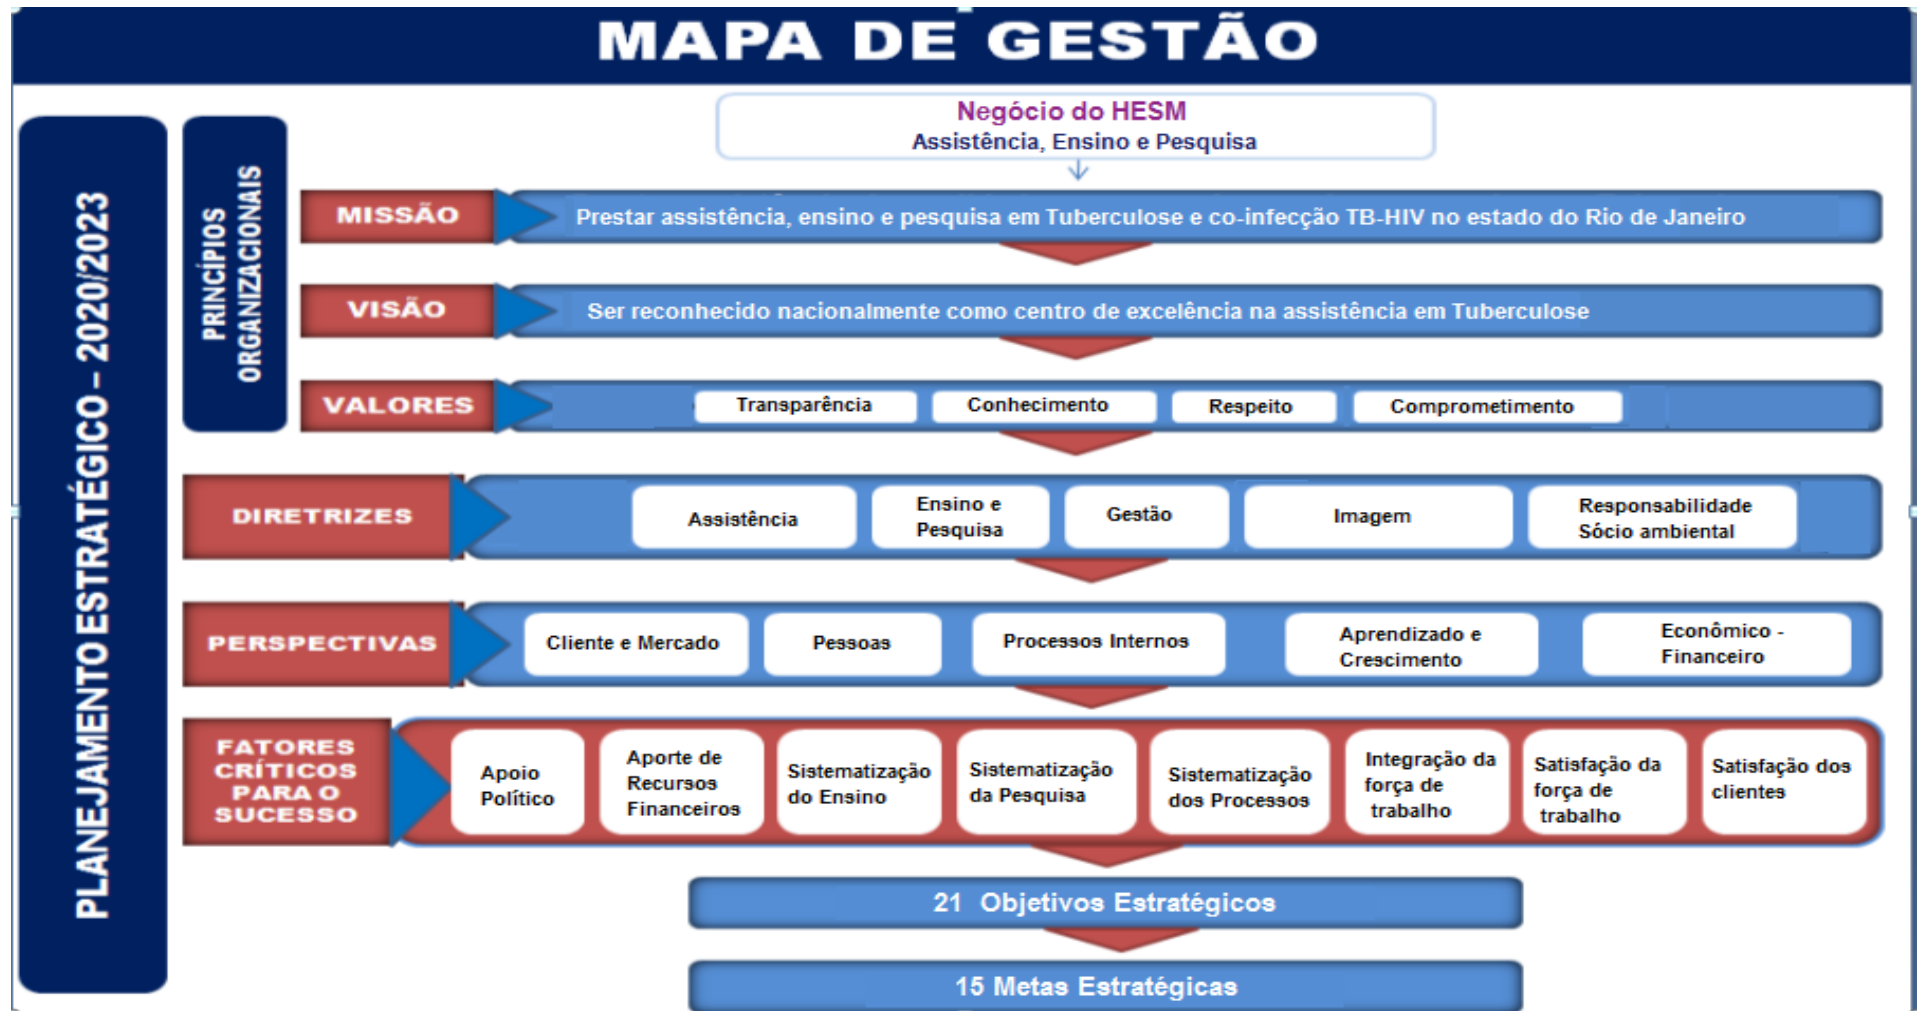 MAPA DE GESTÃO
PLANEJAMENTO ESTRATÉGICO – 2020/2023
PRINCÍPIOS
ORGANIZACIONAIS
Negócio do HESM
Assistência, Ensino e Pesquisa
MISSÃO
Prestar assistência, ensino e pesquisa em Tuberculose e co-infecção TB-HIV no estado do Rio de Janeiro
VISÃO
Ser reconhecido nacionalmente como centro de excelência na assistência em Tuberculose
VALORES
Transparência
Conhecimento
Respeito
Comprometimento
DIRETRIZES
Assistência
Ensino e
Pesquisa
Gestão
Imagem
Responsabilidade
Sócio ambiental
PERSPECTIVAS
Cliente e Mercado
Pessoas
Processos Internos
Aprendizado e
Crescimento
Econômico -
Financeiro
FATORES
CRÍTICOS
PARA O
SUCESSO
Apoio
Político
Aporte de
Recursos
Financeiros
Sistematização
do Ensino
Sistematização
da Pesquisa
Sistematização
dos Processos
Integração da
força de
trabalho
Satisfação da
força de
trabalho
Satisfação dos
clientes
21 Objetivos Estratégicos
15 Metas Estratégicas